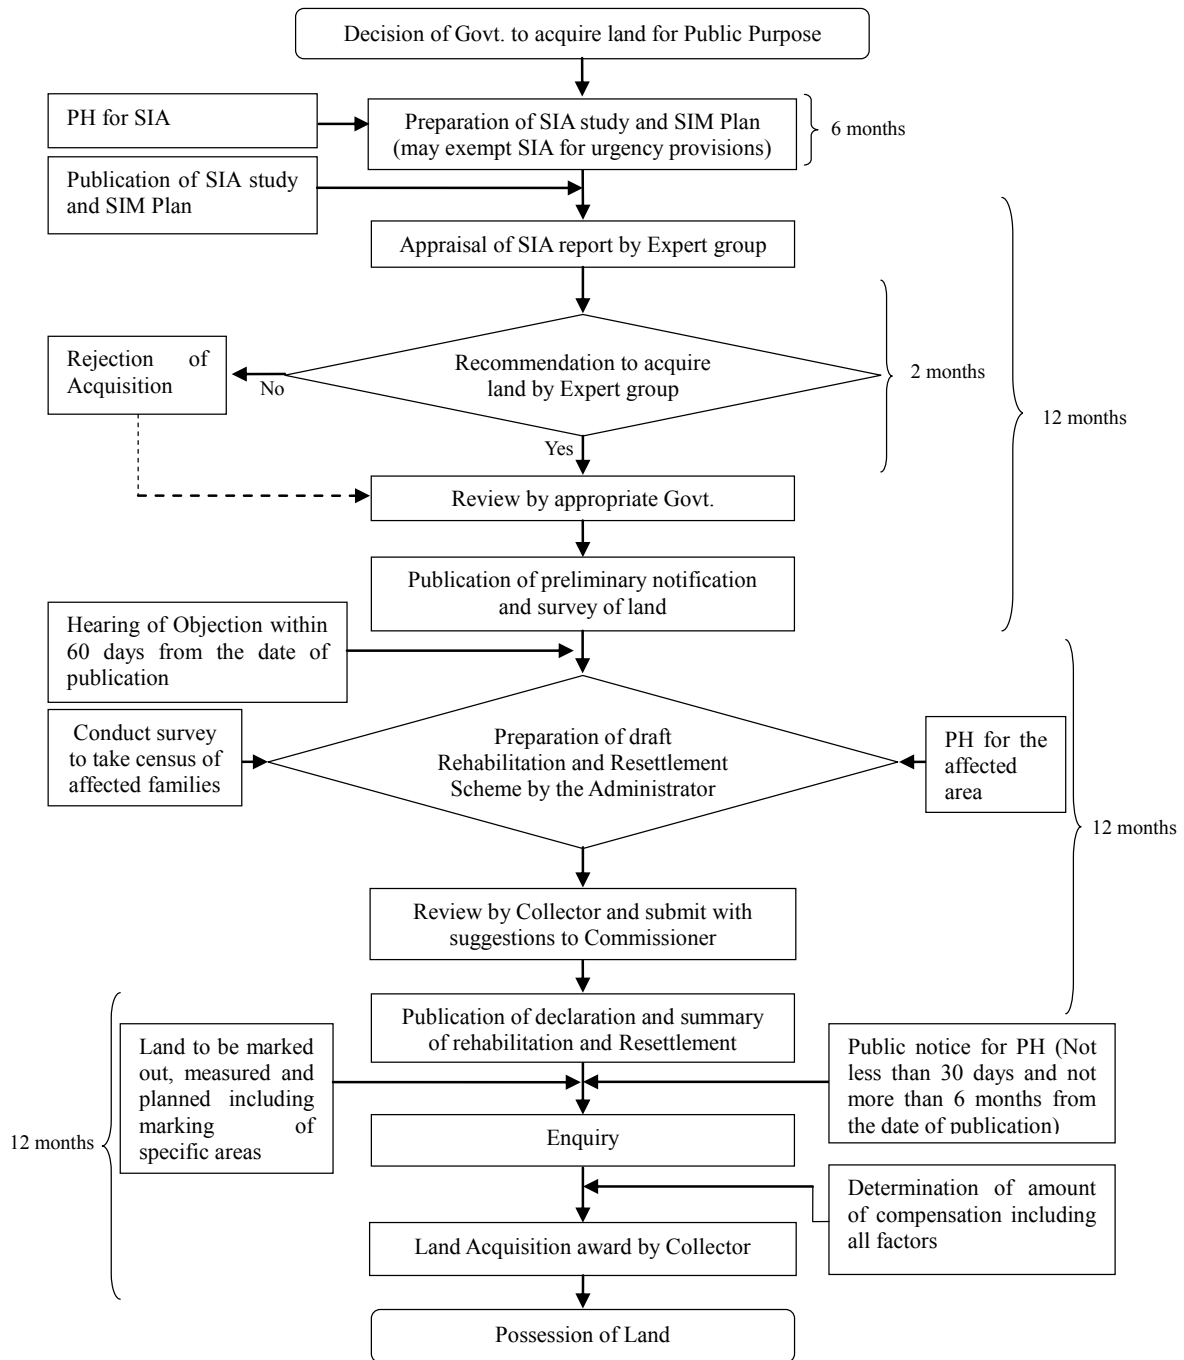 Decision of Govt. to acquire land for Public Purpose
PH for SIA
Preparation of SIA study and SIM Plan
(may exempt SIA for urgency provisions)
6 months
Publication of SIA study
and SIM Plan
Appraisal of SIA report by Expert group
Rejection of
Acquisition
No
Recommendation to acquire
land by Expert group
2 months
12 months
Yes
Review by appropriate Govt.
Publication of preliminary notification
and survey of land
Hearing of Objection within
60 days from the date of
publication
Conduct survey
to take census of
affected families
Preparation of draft
Rehabilitation and Resettlement
Scheme by the Administrator
PH for the
affected
area
12 months
Review by Collector and submit with
suggestions to Commissioner
Publication of declaration and summary
of rehabilitation and Resettlement
Land to be marked
out, measured and
planned including
marking of
specific areas
12 months
Public notice for PH (Not
less than 30 days and not
more than 6 months from
the date of publication)
Enquiry
Determination of amount
of compensation including
all factors
Land Acquisition award by Collector
Possession of Land